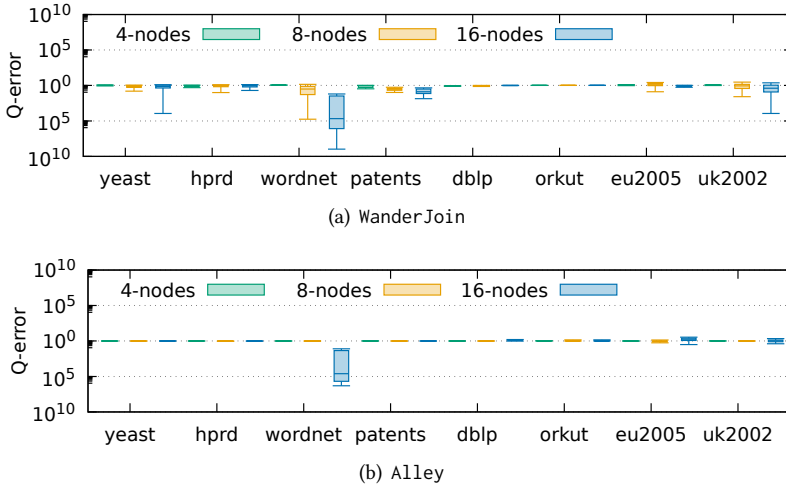 10^10
4-nodes 8-nodes 16-nodes
10^5
Q-error
10^0
10^5
10^10
yeast hprd wordnet patents dblp orkut eu2005 uk2002
(a) WanderJoin
10^10
4-nodes 8-nodes 16-nodes
10^5
Q-error
10^0
10^5
10^10
yeast hprd wordnet patents dblp orkut eu2005 uk2002
(b) Alley